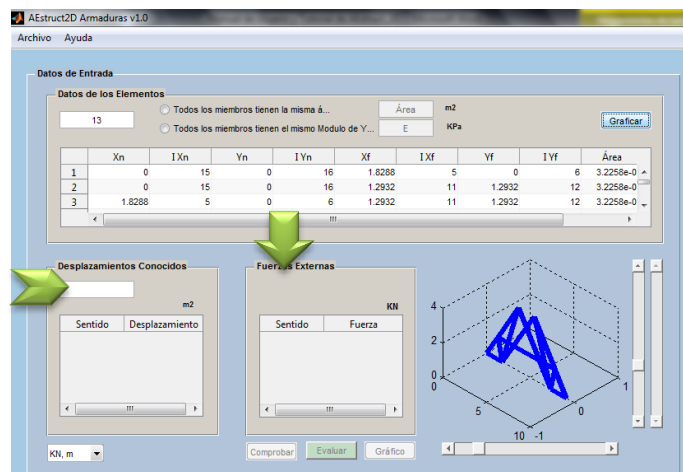 AEstruct2D Armaduras v1.0
Archivo Ayuda
Datos de Entrada
Datos de los Elementos
13
Todos los miembros tienen la misma á... Área m2
Todos los miembros tienen el mismo Modulo de Y... E KPa
Graficar
Xn I Xn Yn I Yn Xf I Xf Yf I Yf Área
1 0 15 0 16 1.8288 5 0 6 3.2258e-0
2 0 15 0 16 1.2932 11 1.2932 12 3.2258e-0
3 1.8288 5 0 6 1.2932 11 1.2932 12 3.2258e-0
Desplazamientos Conocidos
m2
Sentido Desplazamiento
KN, m
Fuerzas Externas
KN
Sentido Fuerza
Comprobar Evaluar Gráfico
4
2
0
0
5
10
-1
0
1